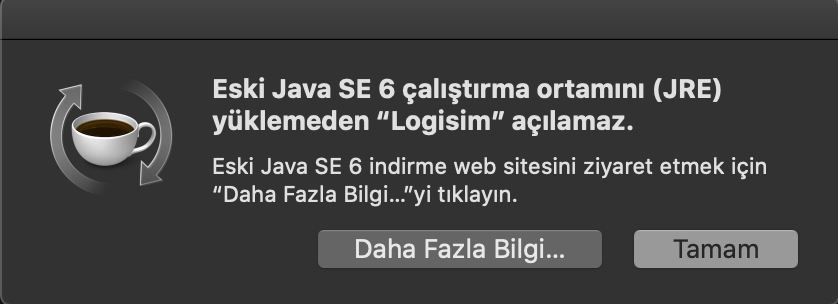 Eski Java SE 6 çalıştırma ortamını (JRE)
yüklemeden “Logisim” açılamaz.
Eski Java SE 6 indirme web sitesini ziyaret etmek için
“Daha Fazla Bilgi...”yi tıklayın.
Daha Fazla Bilgi...
Tamam